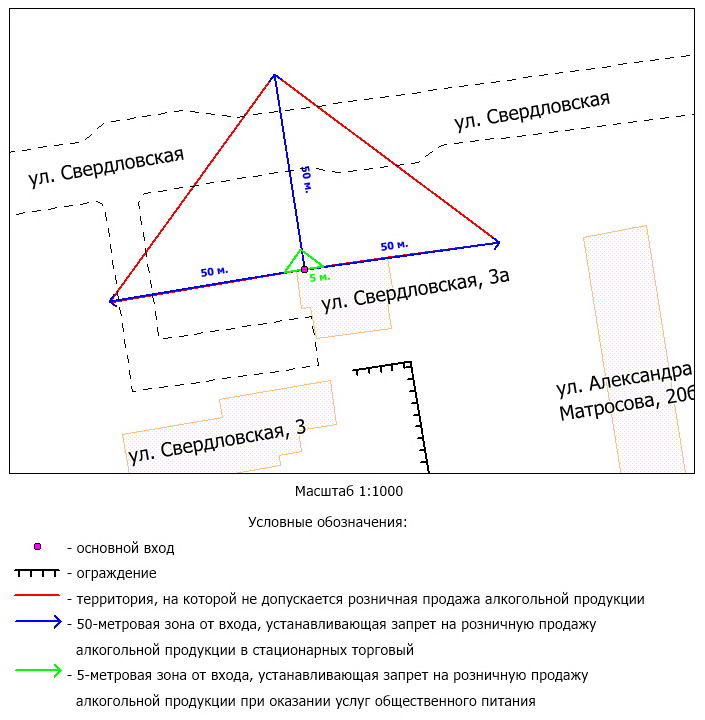 ул. Свердловская
ул. Свердловская
50 м.
50 м.
50 м.
5 м.
ул. Свердловская, 3а
ул. Александра
Матросова, 20б
ул. Свердловская, 3
Масштаб 1:1000
Условные обозначения:
- основной вход
- ограждение
- территория, на которой не допускается розничная продажа алкогольной продукции
- 50-метровая зона от входа, устанавливающая запрет на розничную продажу
алкогольной продукции в стационарных торговый
- 5-метровая зона от входа, устанавливающая запрет на розничную продажу
алкогольной продукции при оказании услуг общественного питания